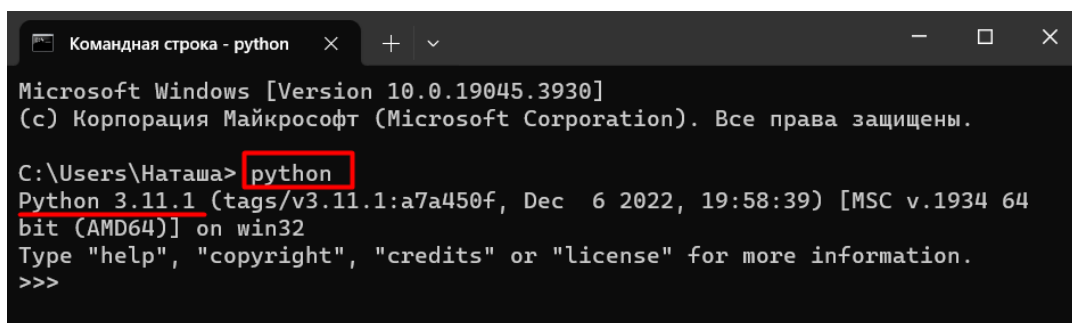 Командная строка - python
Microsoft Windows [Version 10.0.19045.3930]
(c) Корпорация Майкрософт (Microsoft Corporation). Все права защищены.
C:\Users\Наташа> python
Python 3.11.1 (tags/v3.11.1:a7a450f, Dec  6 2022, 19:58:39) [MSC v.1934 64
bit (AMD64)] on win32
Type "help", "copyright", "credits" or "license" for more information.
>>>